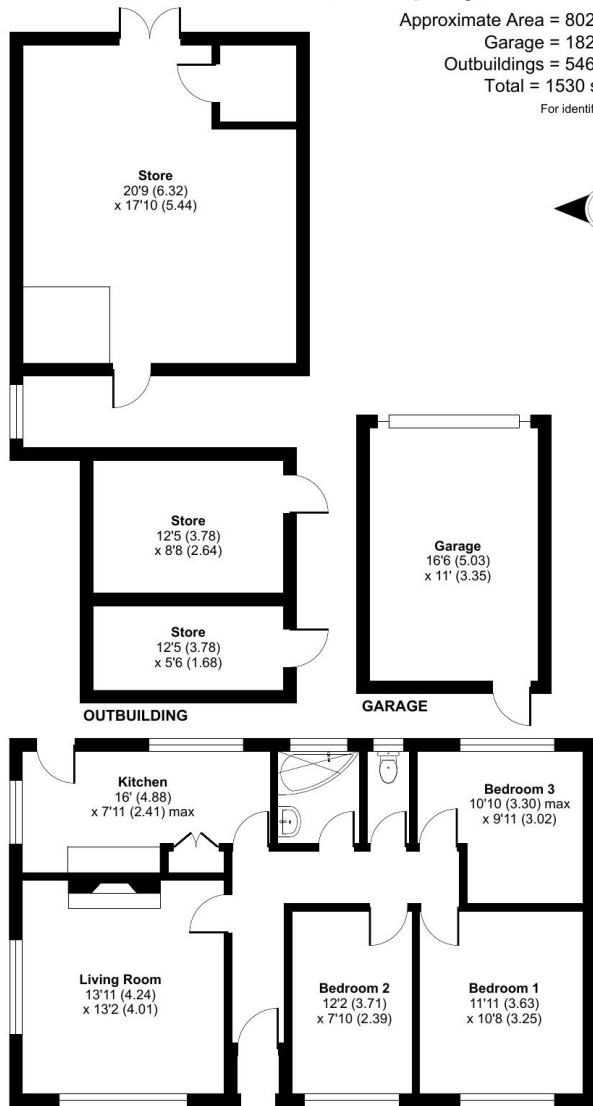 Approximate Area = 802
Garage = 182
Outbuildings = 546
Total = 1530 s
For identif
Store
20'9 (6.32)
x 17'10 (5.44)
Store
12'5 (3.78)
x 8'8 (2.64)
Store
12'5 (3.78)
x 5'6 (1.68)
OUTBUILDING
Garage
16'6 (5.03)
x 11' (3.35)
GARAGE
Kitchen
16' (4.88)
x 7'11 (2.41) max
Bedroom 3
10'10 (3.30) max
x 9'11 (3.02)
Living Room
13'11 (4.24)
x 13'2 (4.01)
Bedroom 2
12'2 (3.71)
x 7'10 (2.39)
Bedroom 1
11'11 (3.63)
x 10'8 (3.25)